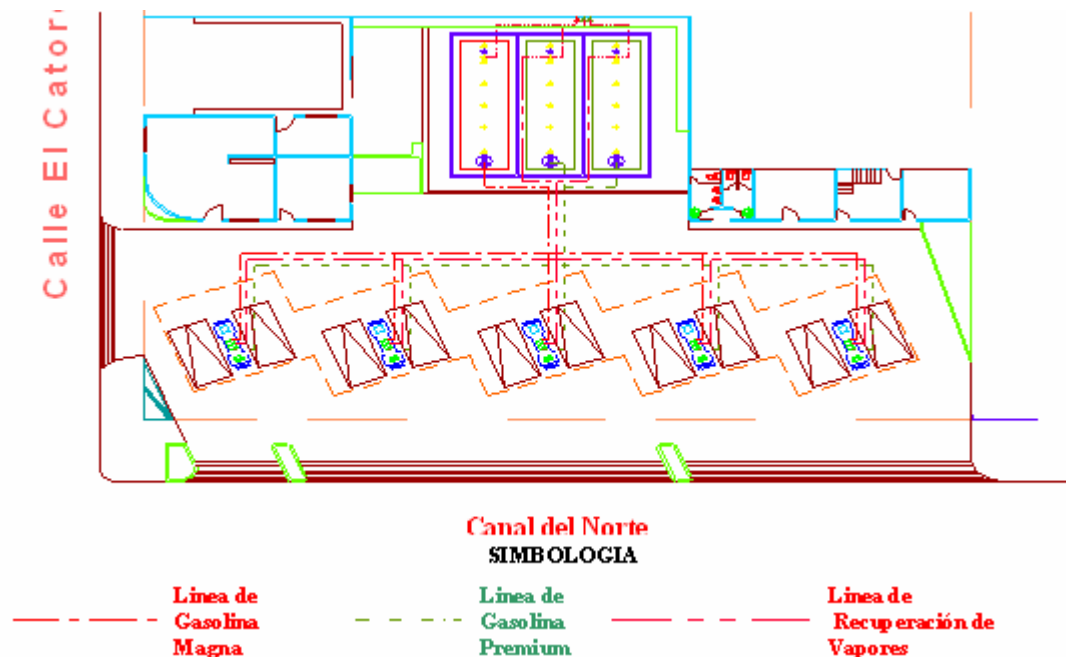 Calle El Cator
Canal del Norte
SIMBOLOGIA
Linea de
Gasolina
Magna
Linea de
Gasolina
Premium
Linea de
Recuperación de
Vapores